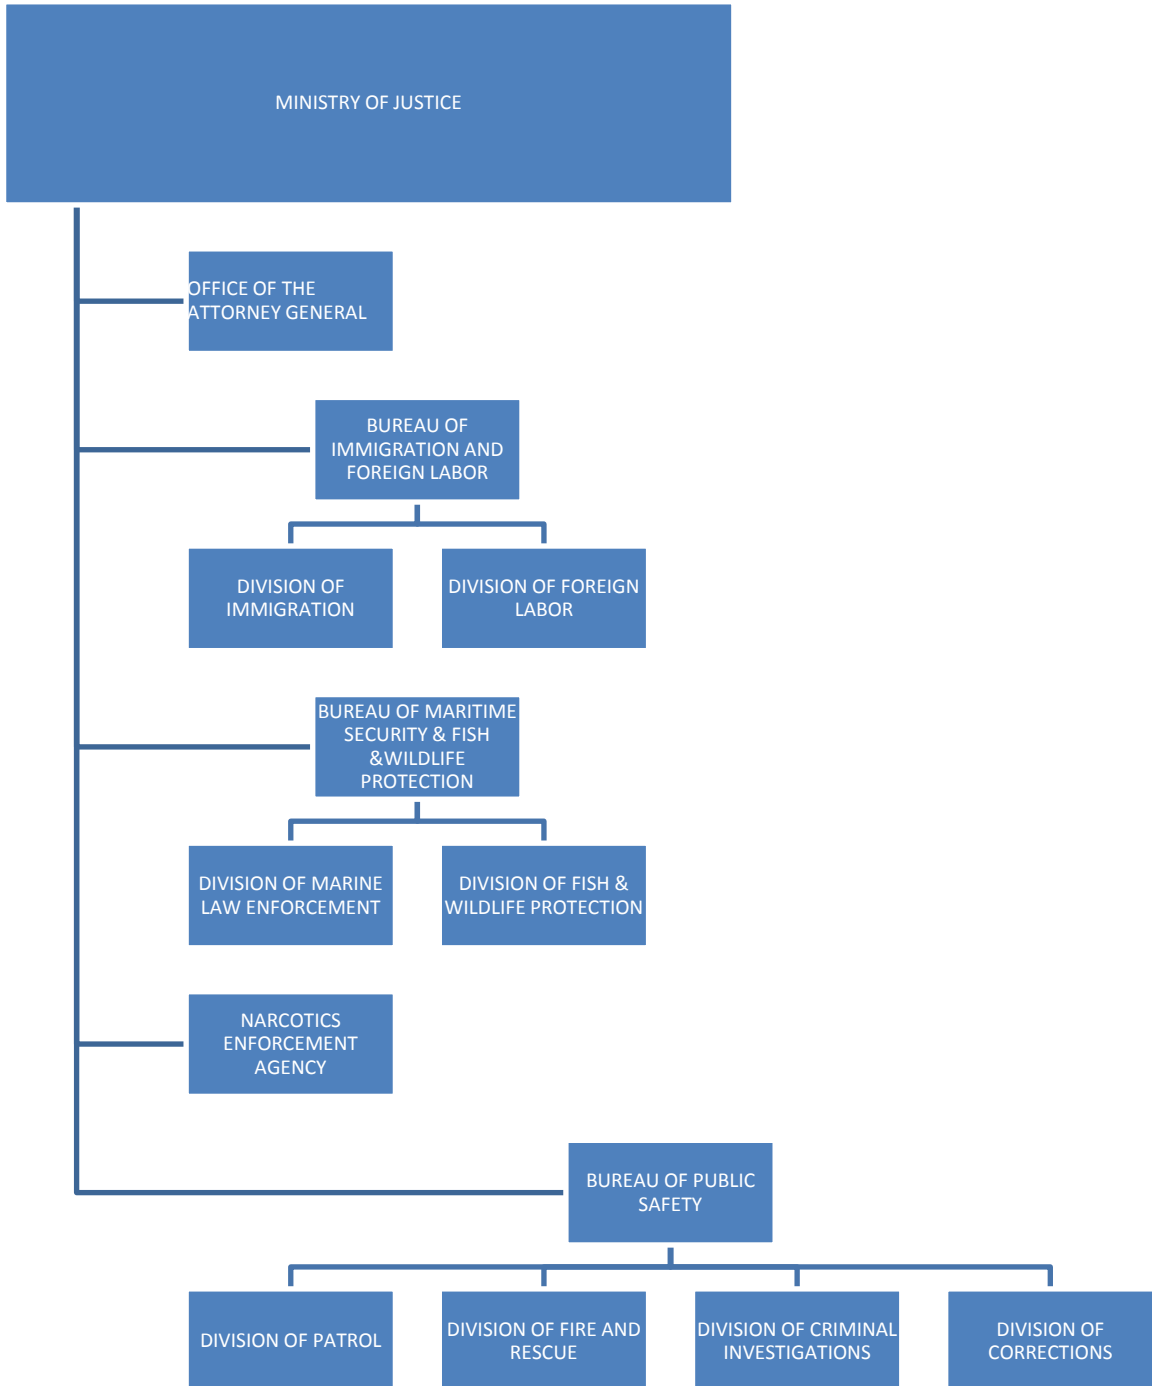 MINISTRY OF JUSTICE
OFFICE OF THE
ATTORNEY GENERAL
BUREAU OF
IMMIGRATION AND
FOREIGN LABOR
DIVISION OF
IMMIGRATION
DIVISION OF FOREIGN
LABOR
BUREAU OF MARITIME
SECURITY & FISH
&WILDLIFE
PROTECTION
DIVISION OF MARINE
LAW ENFORCEMENT
DIVISION OF FISH &
WILDLIFE PROTECTION
NARCOTICS
ENFORCEMENT
AGENCY
BUREAU OF PUBLIC
SAFETY
DIVISION OF PATROL
DIVISION OF FIRE AND
RESCUE
DIVISION OF CRIMINAL
INVESTIGATIONS
DIVISION OF
CORRECTIONS